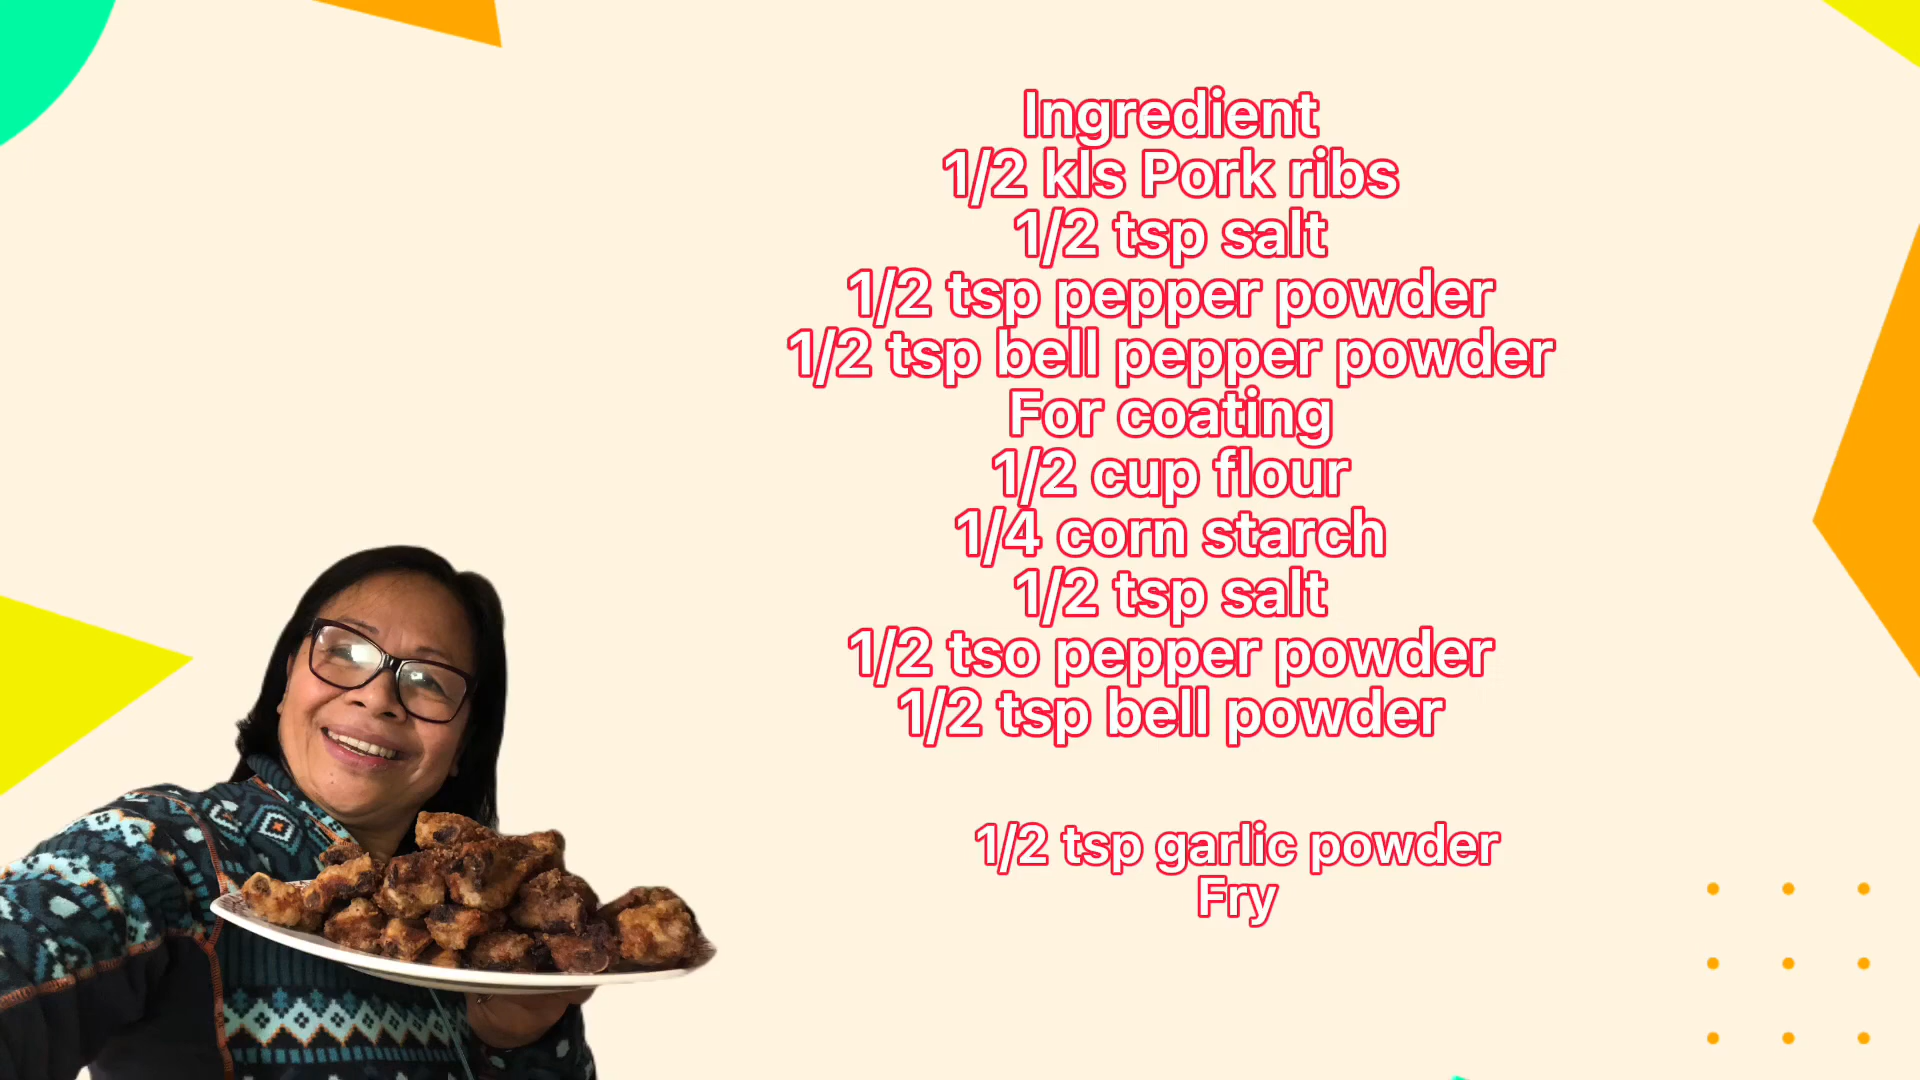 Ingredient
1/2 kls Pork ribs
1/2 tsp salt
1/2 tsp pepper powder
1/2 tsp bell pepper powder
For coating
1/2 cup flour
1/4 corn starch
1/2 tsp salt
1/2 tso pepper powder
1/2 tsp bell powder
1/2 tsp garlic powder
Fry